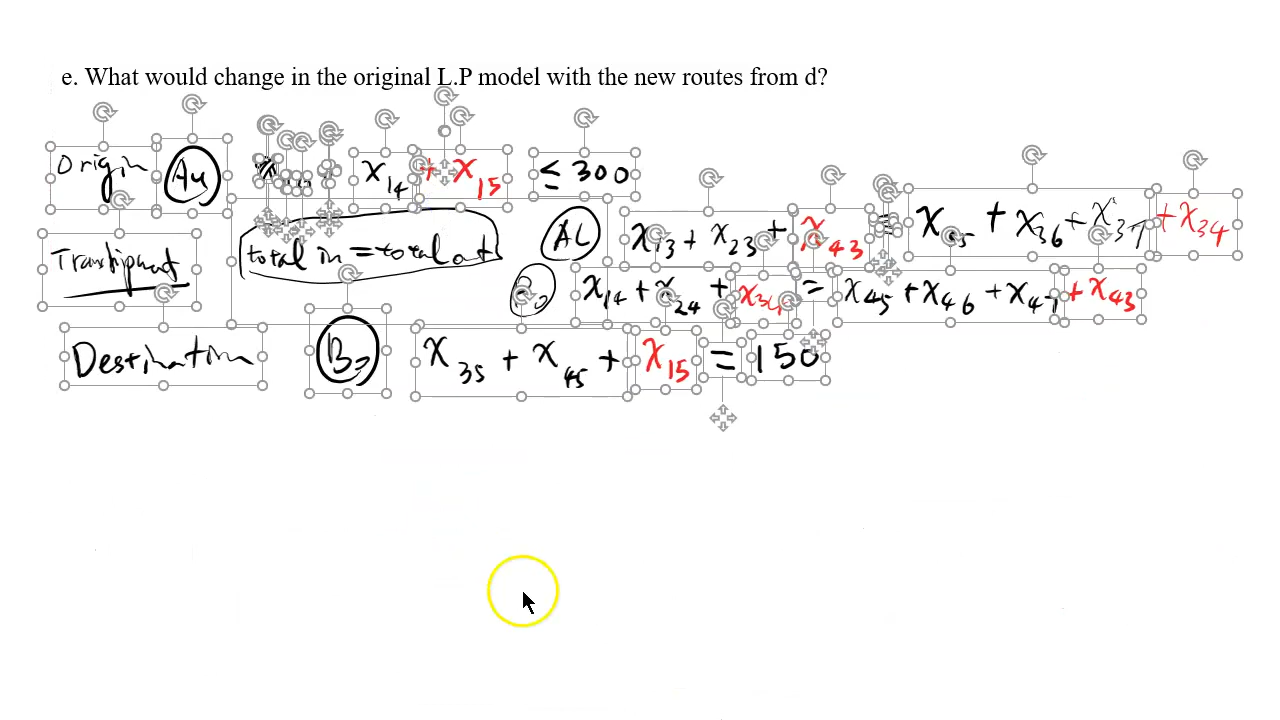 e. What would change in the original L.P model with the new routes from d?
Origin Au x14 + x15 ≤ 300
Transhipment total in = total out AL x13 + x23 + x43 = x35 + x36 + x37 + x34
x14 + x24 + x34 = x45 + x46 + x47 + x43
Destination x35 + x45 + x15 = 150